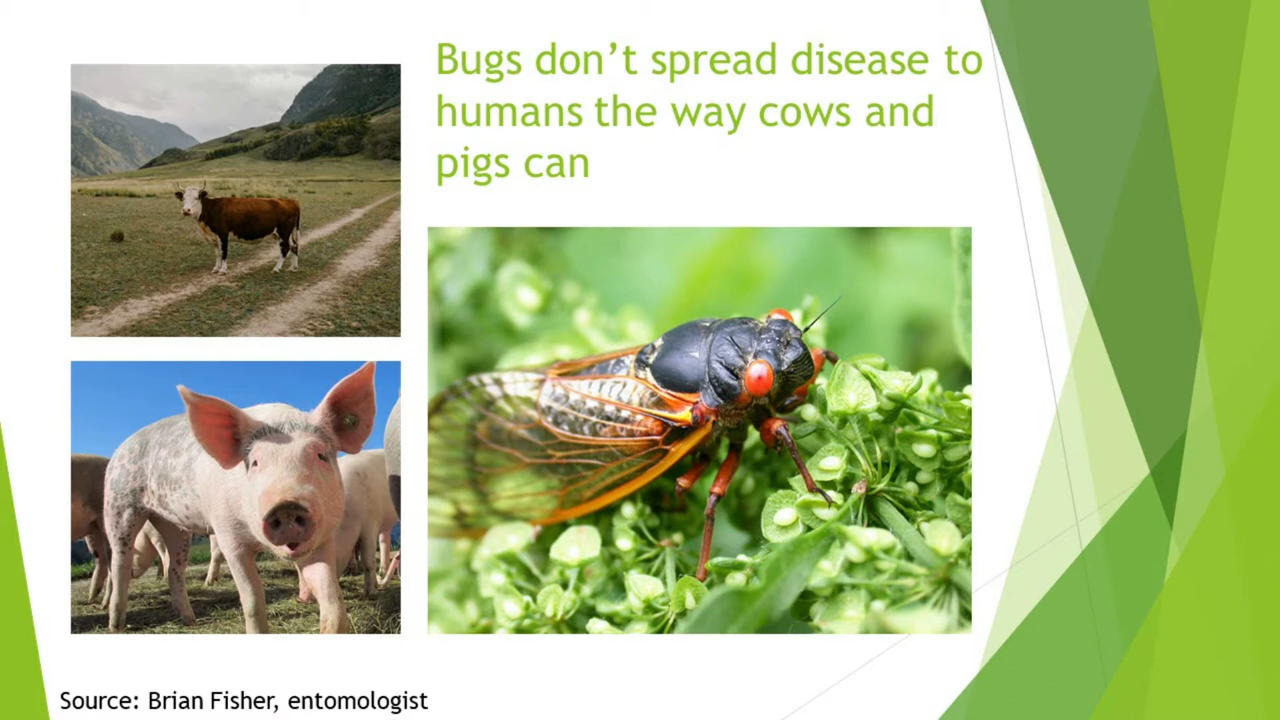 Bugs don’t spread disease to
humans the way cows and
pigs can
Source: Brian Fisher, entomologist